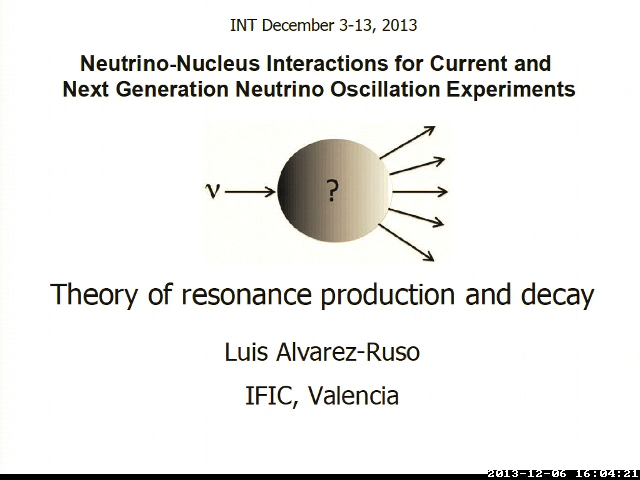 INT December 3-13, 2013
Neutrino-Nucleus Interactions for Current and
Next Generation Neutrino Oscillation Experiments
ν
?
Theory of resonance production and decay
Luis Alvarez-Ruso
IFIC, Valencia
2013-12-06 16:04:21